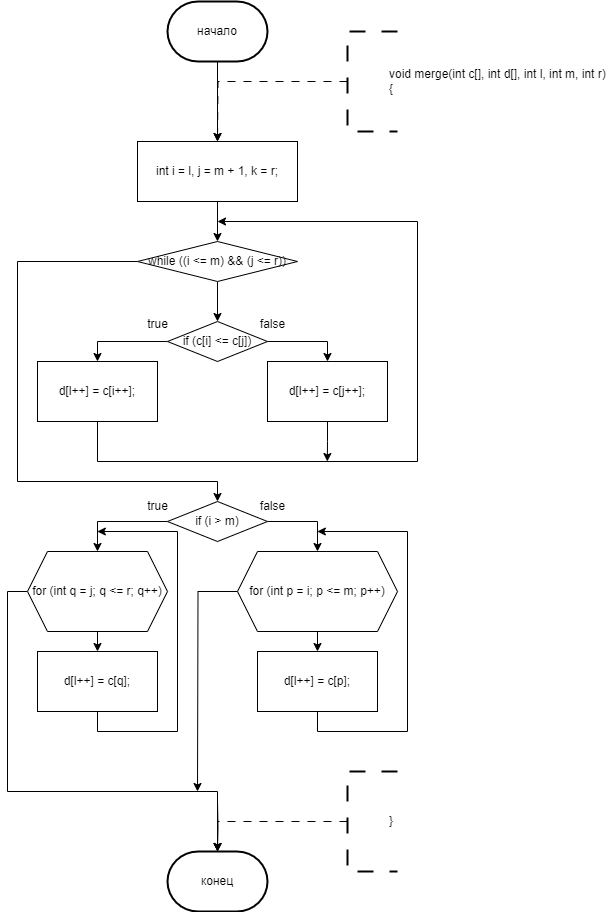 начало
void merge(int c[], int d[], int l, int m, int r)
{
int i = l, j = m + 1, k = r;
while ((i <= m) && (j <= r))
if (c[i] <= c[j])
true
false
d[l++] = c[i++];
d[l++] = c[j++];
if (i > m)
true
false
for (int q = j; q <= r; q++)
for (int p = i; p <= m; p++)
d[l++] = c[q];
d[l++] = c[p];
}
конец